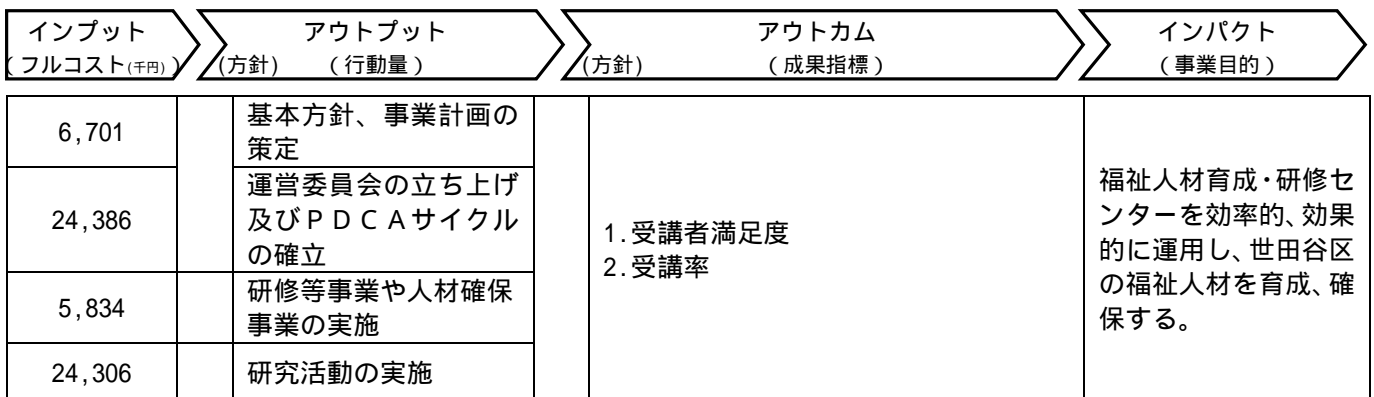 インプット
(フルコスト(千円))
アウトプット
(方針) (行動量)
アウトカム
(方針) (成果指標)
インパクト
(事業目的)
6,701
基本方針、事業計画の
策定
24,386
運営委員会の立ち上げ
及びPDCAサイクル
の確立
5,834
研修等事業や人材確保
事業の実施
24,306
研究活動の実施
1.受講者満足度
2.受講率
福祉人材育成・研修セ
ンターを効率的、効果
的に運用し、世田谷区
の福祉人材を育成、確
保する。